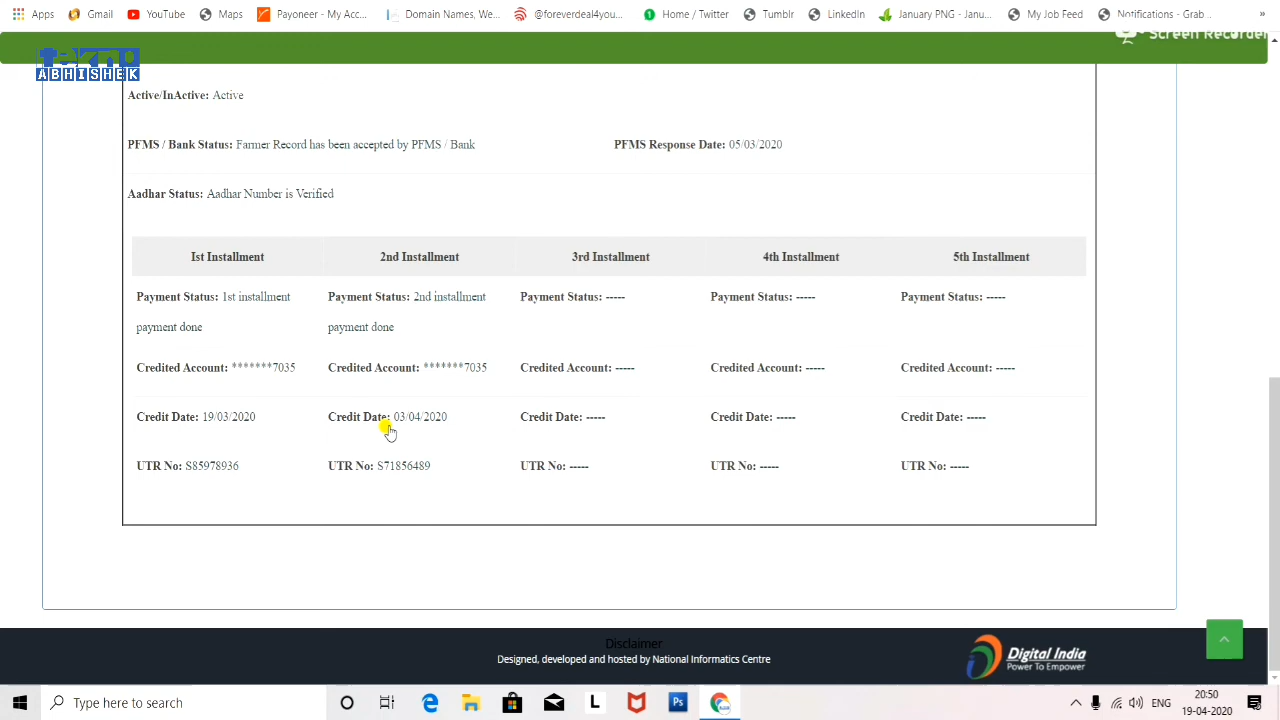 Apps Gmail YouTube Maps Payoneer - My Acc... Domain Names, We... @foreverdeal4you... Home / Twitter Tumblr LinkedIn January PNG - Janu... My Job Feed Notifications - Grab... »
Screen Recorder
ABHISHEK
Active/InActive: Active
PFMS / Bank Status: Farmer Record has been accepted by PFMS / Bank PFMS Response Date: 05/03/2020
Aadhar Status: Aadhar Number is Verified
Ist Installment 2nd Installment 3rd Installment 4th Installment 5th Installment
Payment Status: 1st installment Payment Status: 2nd installment Payment Status: ----- Payment Status: ----- Payment Status: -----
payment done payment done
Credited Account: *******7035 Credited Account: *******7035 Credited Account: ----- Credited Account: ----- Credited Account: -----
Credit Date: 19/03/2020 Credit Date: 03/04/2020 Credit Date: ----- Credit Date: ----- Credit Date: -----
UTR No: S85978936 UTR No: S71856489 UTR No: ----- UTR No: ----- UTR No: -----
Disclaimer
Designed, developed and hosted by National Informatics Centre
Digital India
Power To Empower
Type here to search L Ps ENG 20:50
19-04-2020